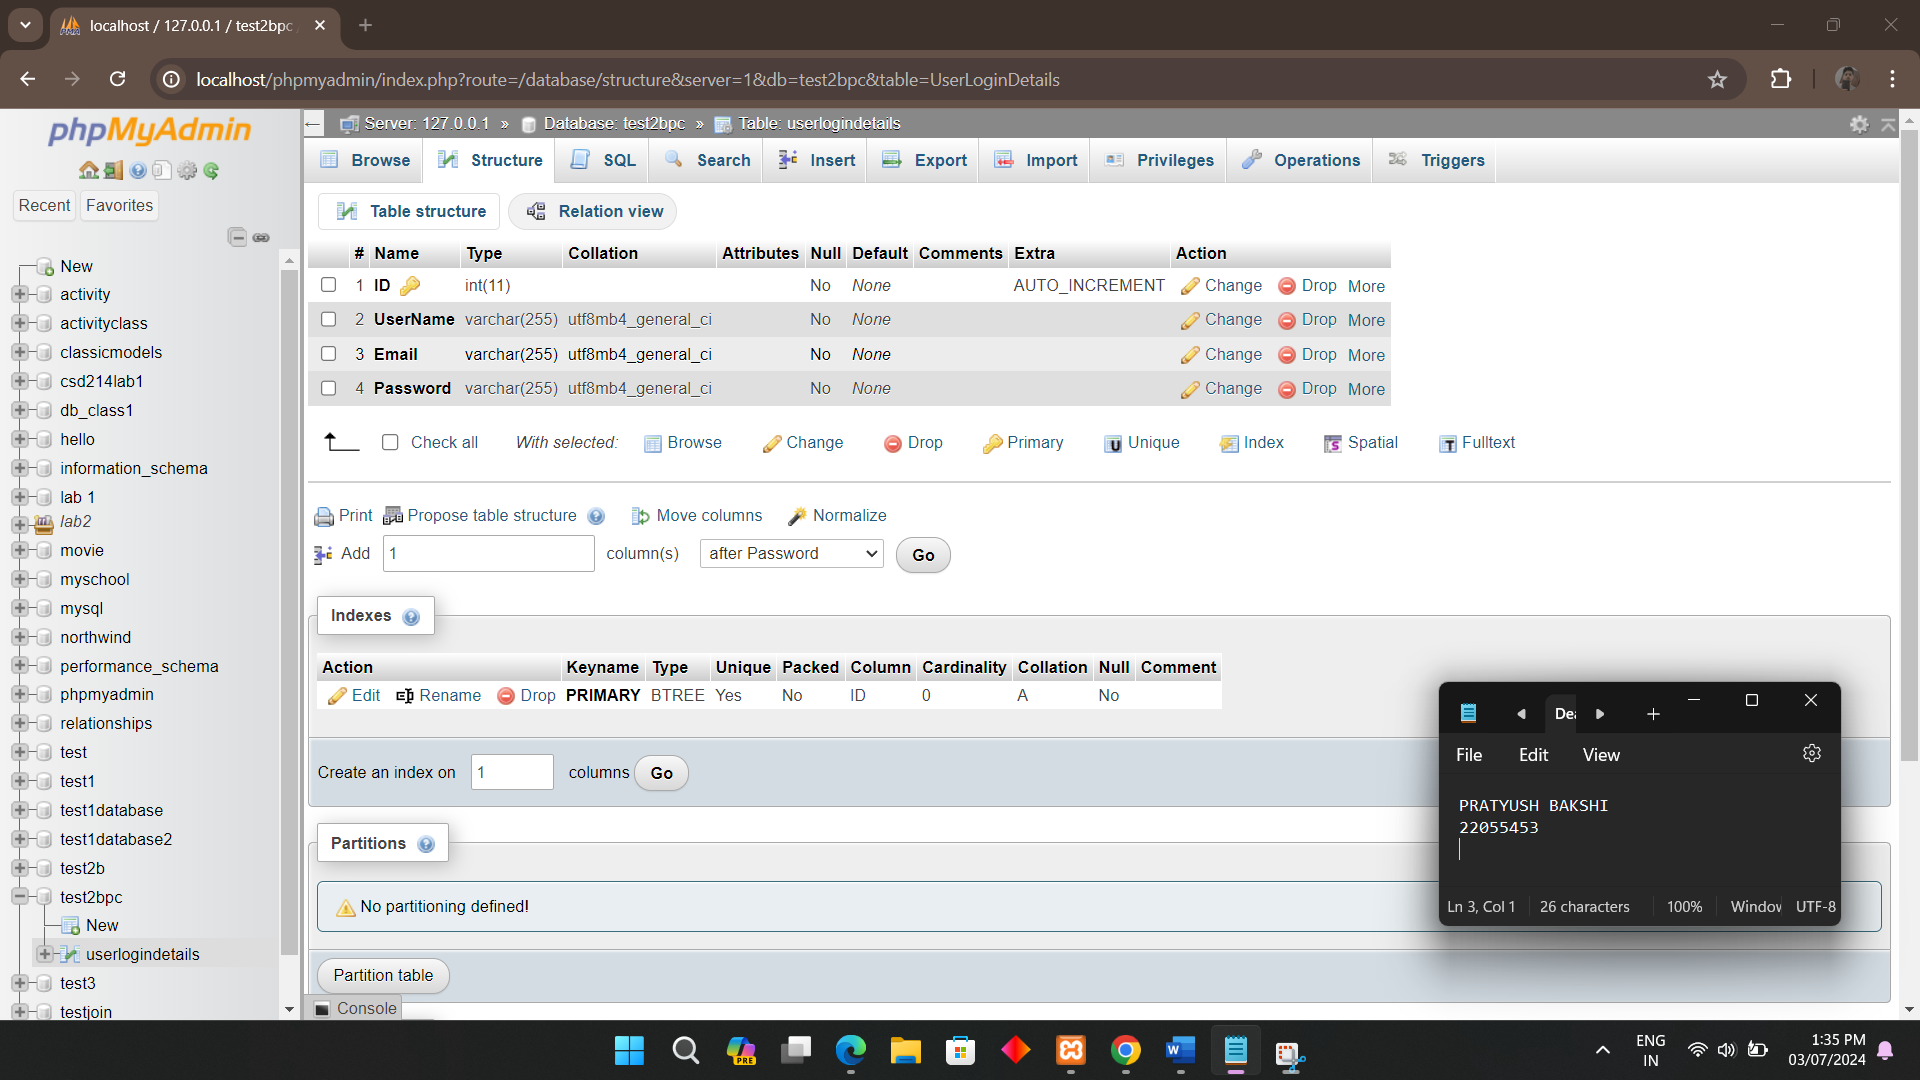 localhost / 127.0.0.1 / test2bpc
localhost/phpmyadmin/index.php?route=/database/structure&server=1&db=test2bpc&table=UserLoginDetails
phpMyAdmin
Recent Favorites
New
activity
activityclass
classicmodels
csd214lab1
db_class1
hello
information_schema
lab 1
lab2
movie
myschool
mysql
northwind
performance_schema
phpmyadmin
relationships
test
test1
test1database
test1database2
test2b
test2bpc
New
userlogindetails
test3
testjoin
Server: 127.0.0.1 » Database: test2bpc » Table: userlogindetails
Browse Structure SQL Search Insert Export Import Privileges Operations Triggers
Table structure Relation view
# Name Type Collation Attributes Null Default Comments Extra Action
1 ID int(11) No None AUTO_INCREMENT Change Drop More
2 UserName varchar(255) utf8mb4_general_ci No None Change Drop More
3 Email varchar(255) utf8mb4_general_ci No None Change Drop More
4 Password varchar(255) utf8mb4_general_ci No None Change Drop More
Check all With selected: Browse Change Drop Primary Unique Index Spatial Fulltext
Print Propose table structure Move columns Normalize
Add 1 column(s) after Password Go
Indexes
Action Keyname Type Unique Packed Column Cardinality Collation Null Comment
Edit Rename Drop PRIMARY BTREE Yes No ID 0 A No
Create an index on 1 columns Go
Partitions
No partitioning defined!
Partition table
Console
Dea
File Edit View
PRATYUSH BAKSHI
22055453
Ln 3, Col 1 26 characters 100% Window UTF-8
PRE
ENG
IN
1:35 PM
03/07/2024